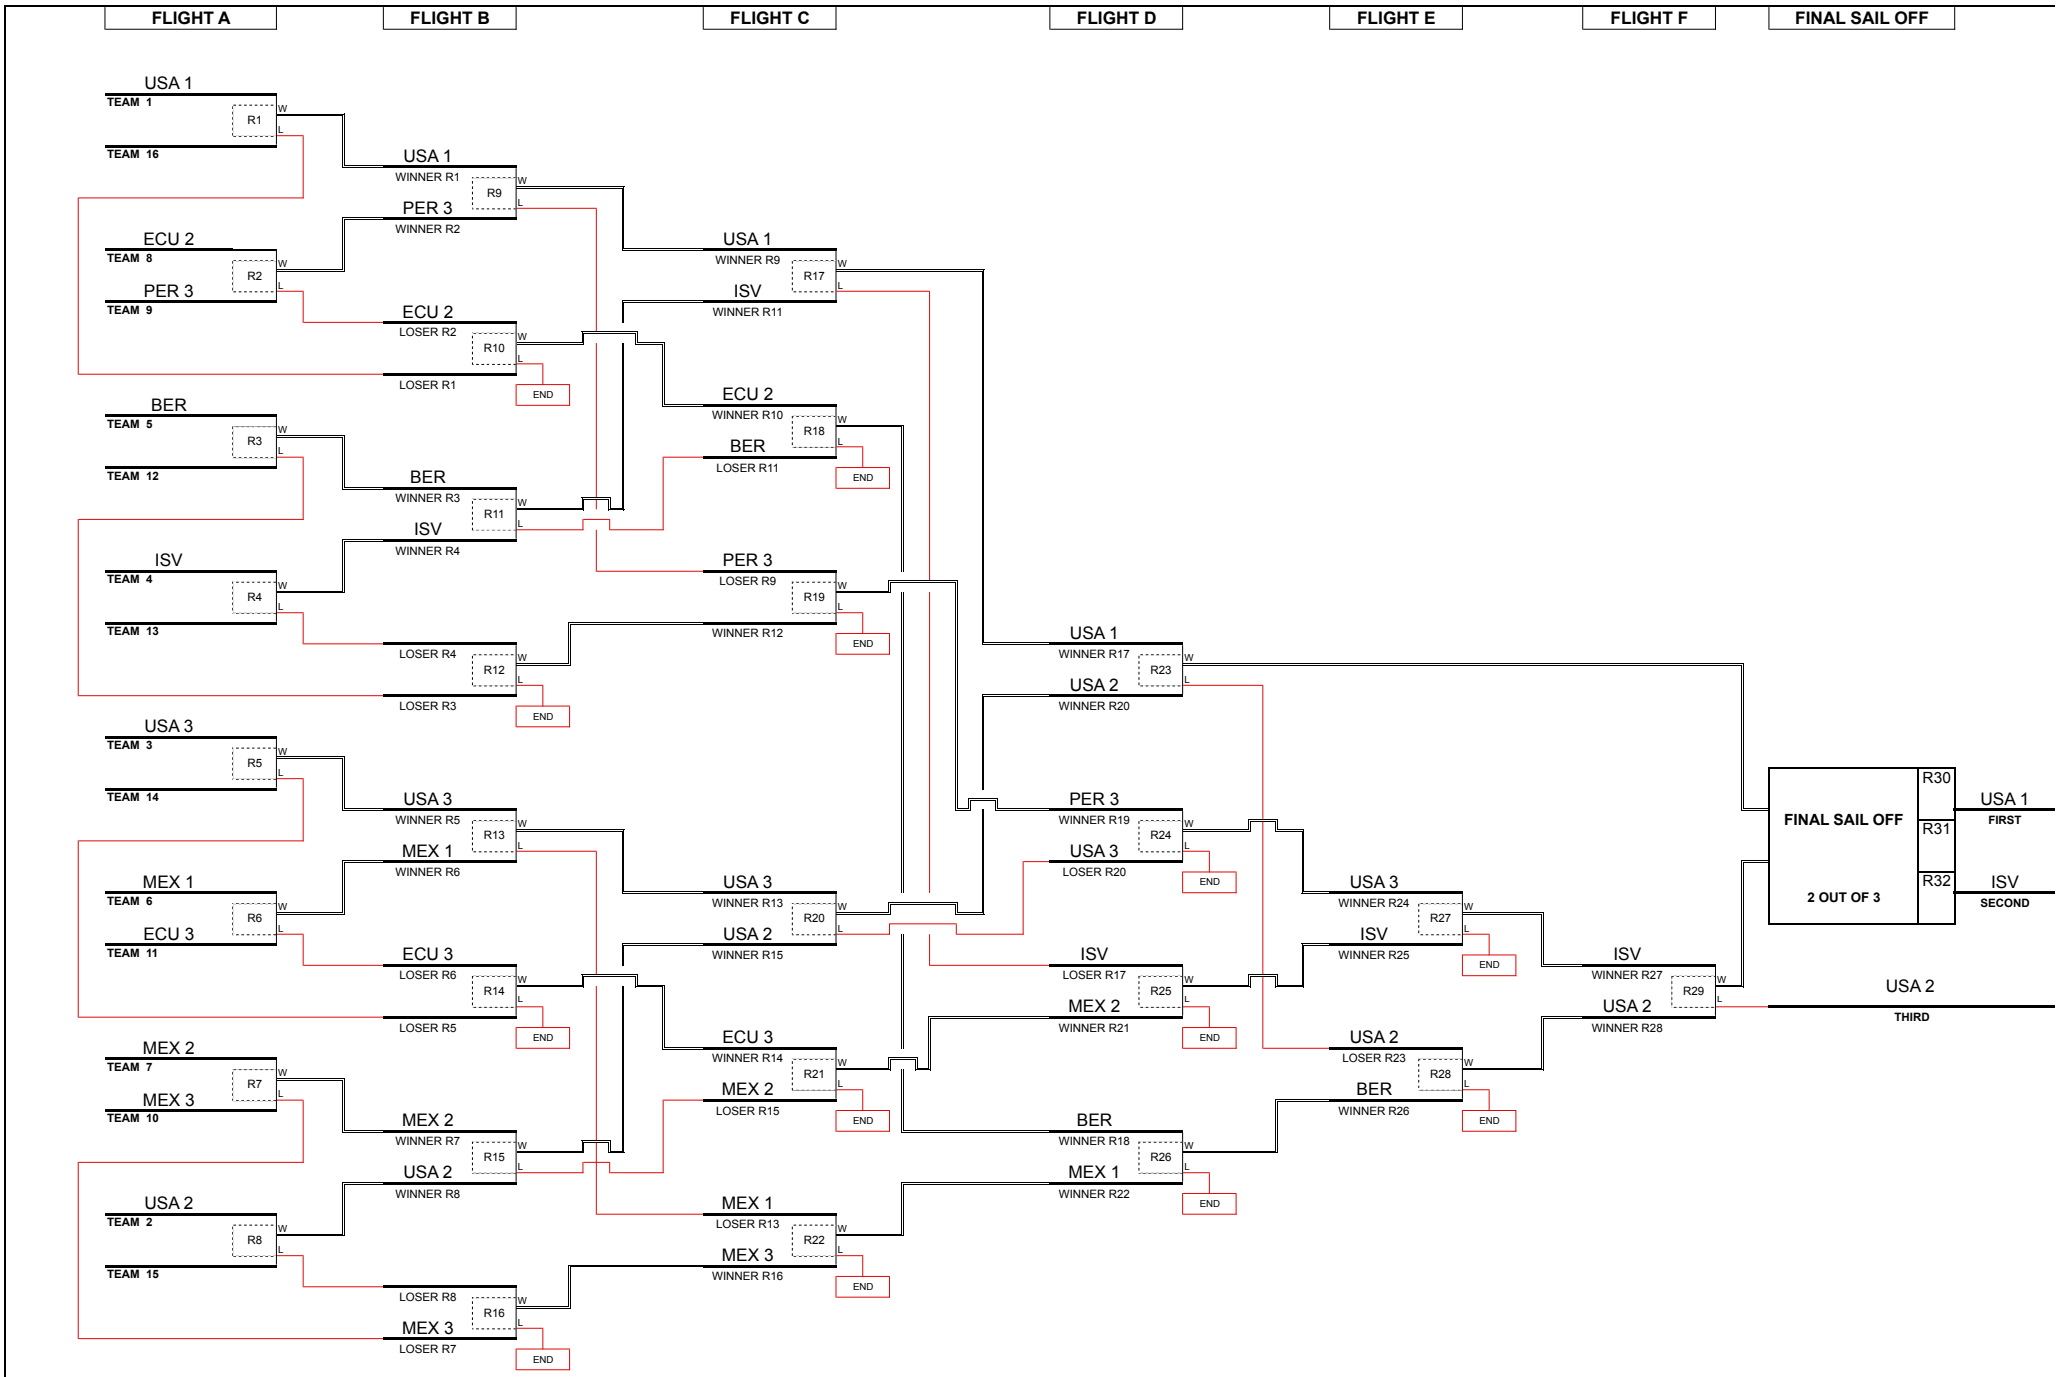 FLIGHT A
FLIGHT B
FLIGHT C
FLIGHT D
FLIGHT E
FLIGHT F
FINAL SAIL OFF
USA 1
TEAM 1
R1
W
L
TEAM 16
ECU 2
TEAM 8
R2
W
L
PER 3
TEAM 9
BER
TEAM 5
R3
W
L
TEAM 12
ISV
TEAM 4
R4
W
L
TEAM 13
USA 3
TEAM 3
R5
W
L
TEAM 14
MEX 1
TEAM 6
R6
W
L
ECU 3
TEAM 11
MEX 2
TEAM 7
R7
W
L
MEX 3
TEAM 10
USA 2
TEAM 2
R8
W
L
TEAM 15
USA 1
WINNER R1
R9
W
L
PER 3
WINNER R2
ECU 2
LOSER R2
R10
W
L
LOSER R1
END
BER
WINNER R3
R11
W
L
ISV
WINNER R4
LOSER R4
R12
W
L
LOSER R3
END
USA 3
WINNER R5
R13
W
L
MEX 1
WINNER R6
ECU 3
LOSER R6
R14
W
L
LOSER R5
END
MEX 2
WINNER R7
R15
W
L
USA 2
WINNER R8
LOSER R8
R16
W
L
MEX 3
LOSER R7
END
USA 1
WINNER R9
R17
W
L
ISV
WINNER R11
ECU 2
WINNER R10
R18
W
L
BER
LOSER R11
END
PER 3
LOSER R9
R19
W
L
WINNER R12
END
USA 3
WINNER R13
R20
W
L
USA 2
WINNER R15
ECU 3
WINNER R14
R21
W
L
MEX 2
LOSER R15
END
MEX 1
LOSER R13
R22
W
L
MEX 3
WINNER R16
END
USA 1
WINNER R17
R23
W
L
USA 2
WINNER R20
PER 3
WINNER R19
R24
W
L
USA 3
LOSER R20
END
ISV
LOSER R17
R25
W
L
MEX 2
WINNER R21
END
BER
WINNER R18
R26
W
L
MEX 1
WINNER R22
END
USA 3
WINNER R24
R27
W
L
ISV
WINNER R25
END
USA 2
LOSER R23
R28
W
L
BER
WINNER R26
END
ISV
WINNER R27
R29
W
L
USA 2
WINNER R28
FINAL SAIL OFF
2 OUT OF 3
R30
R31
R32
USA 1
FIRST
ISV
SECOND
USA 2
THIRD